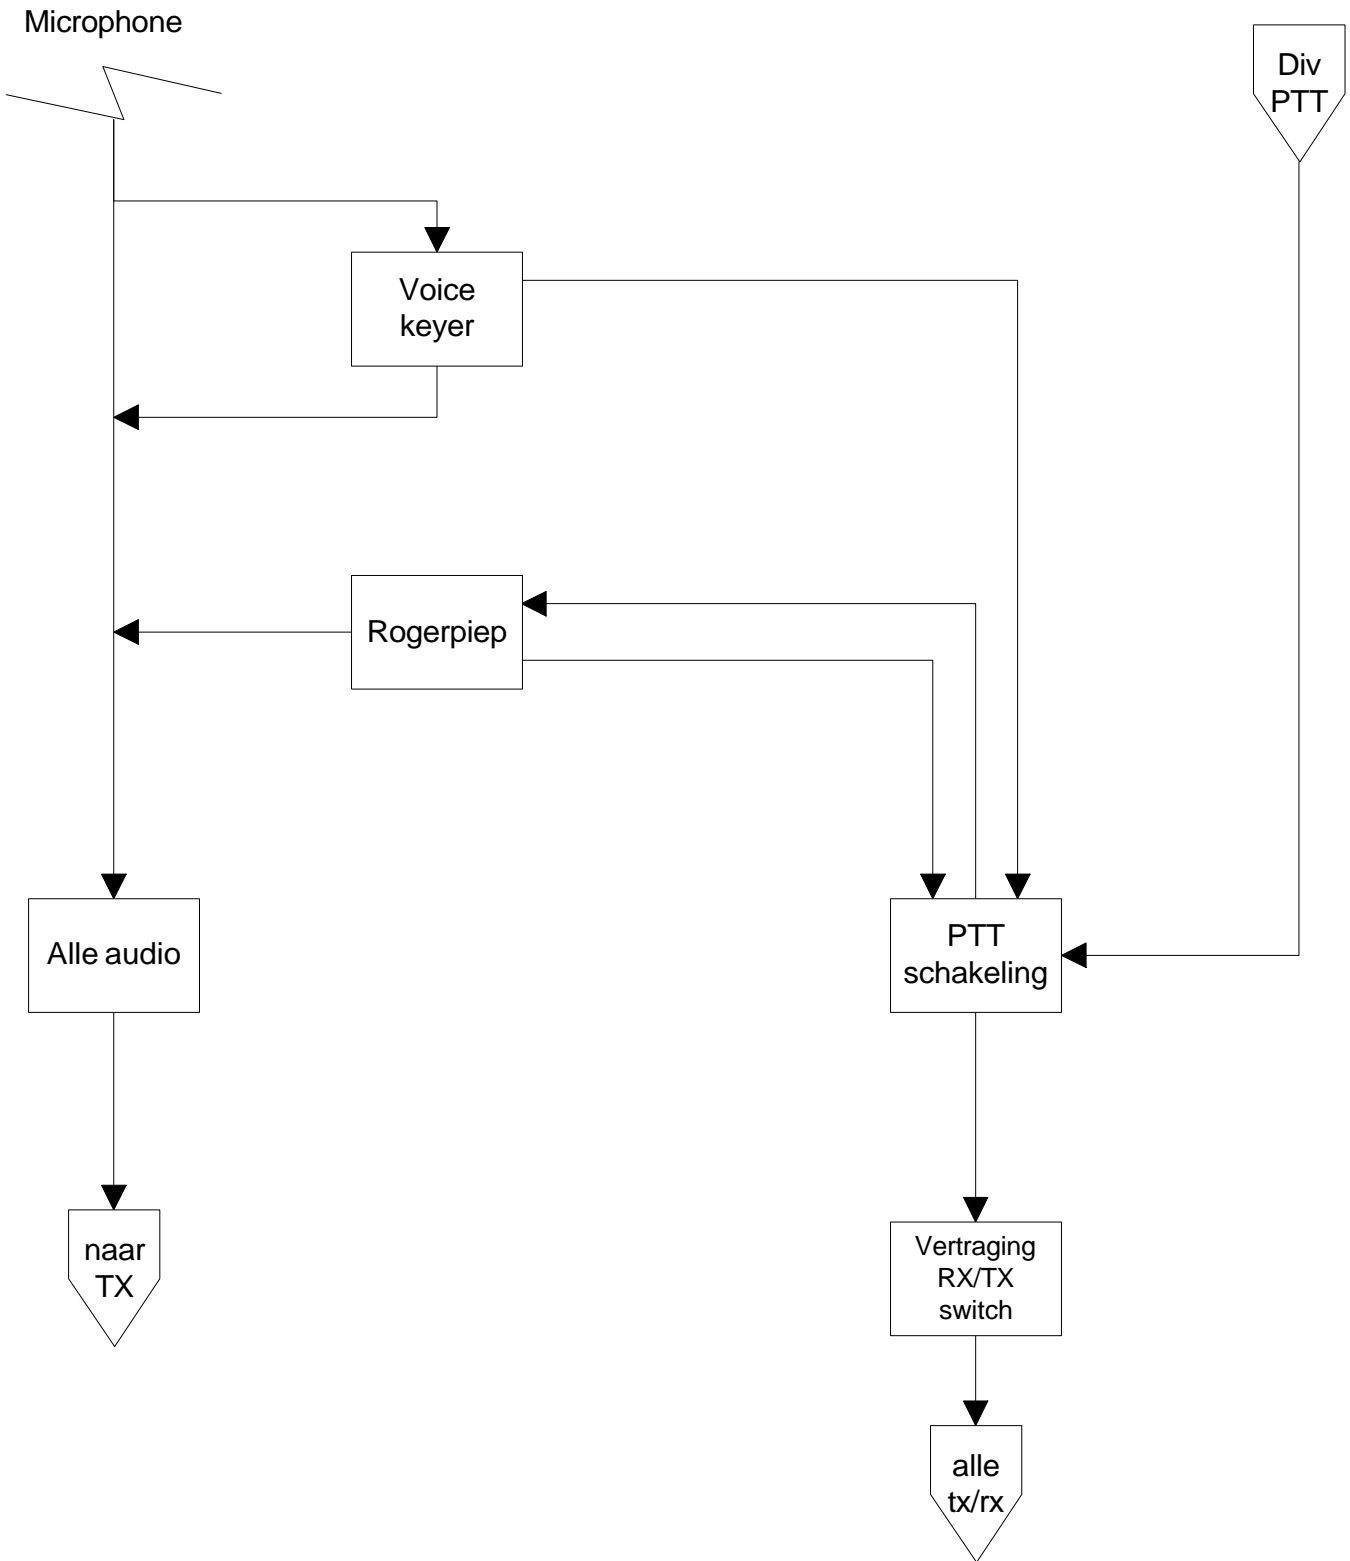 Microphone
Div
PTT
Voice
keyer
Rogerpiep
Alle audio
PTT
schakeling
naar
TX
Vertraging
RX/TX
switch
alle
tx/rx